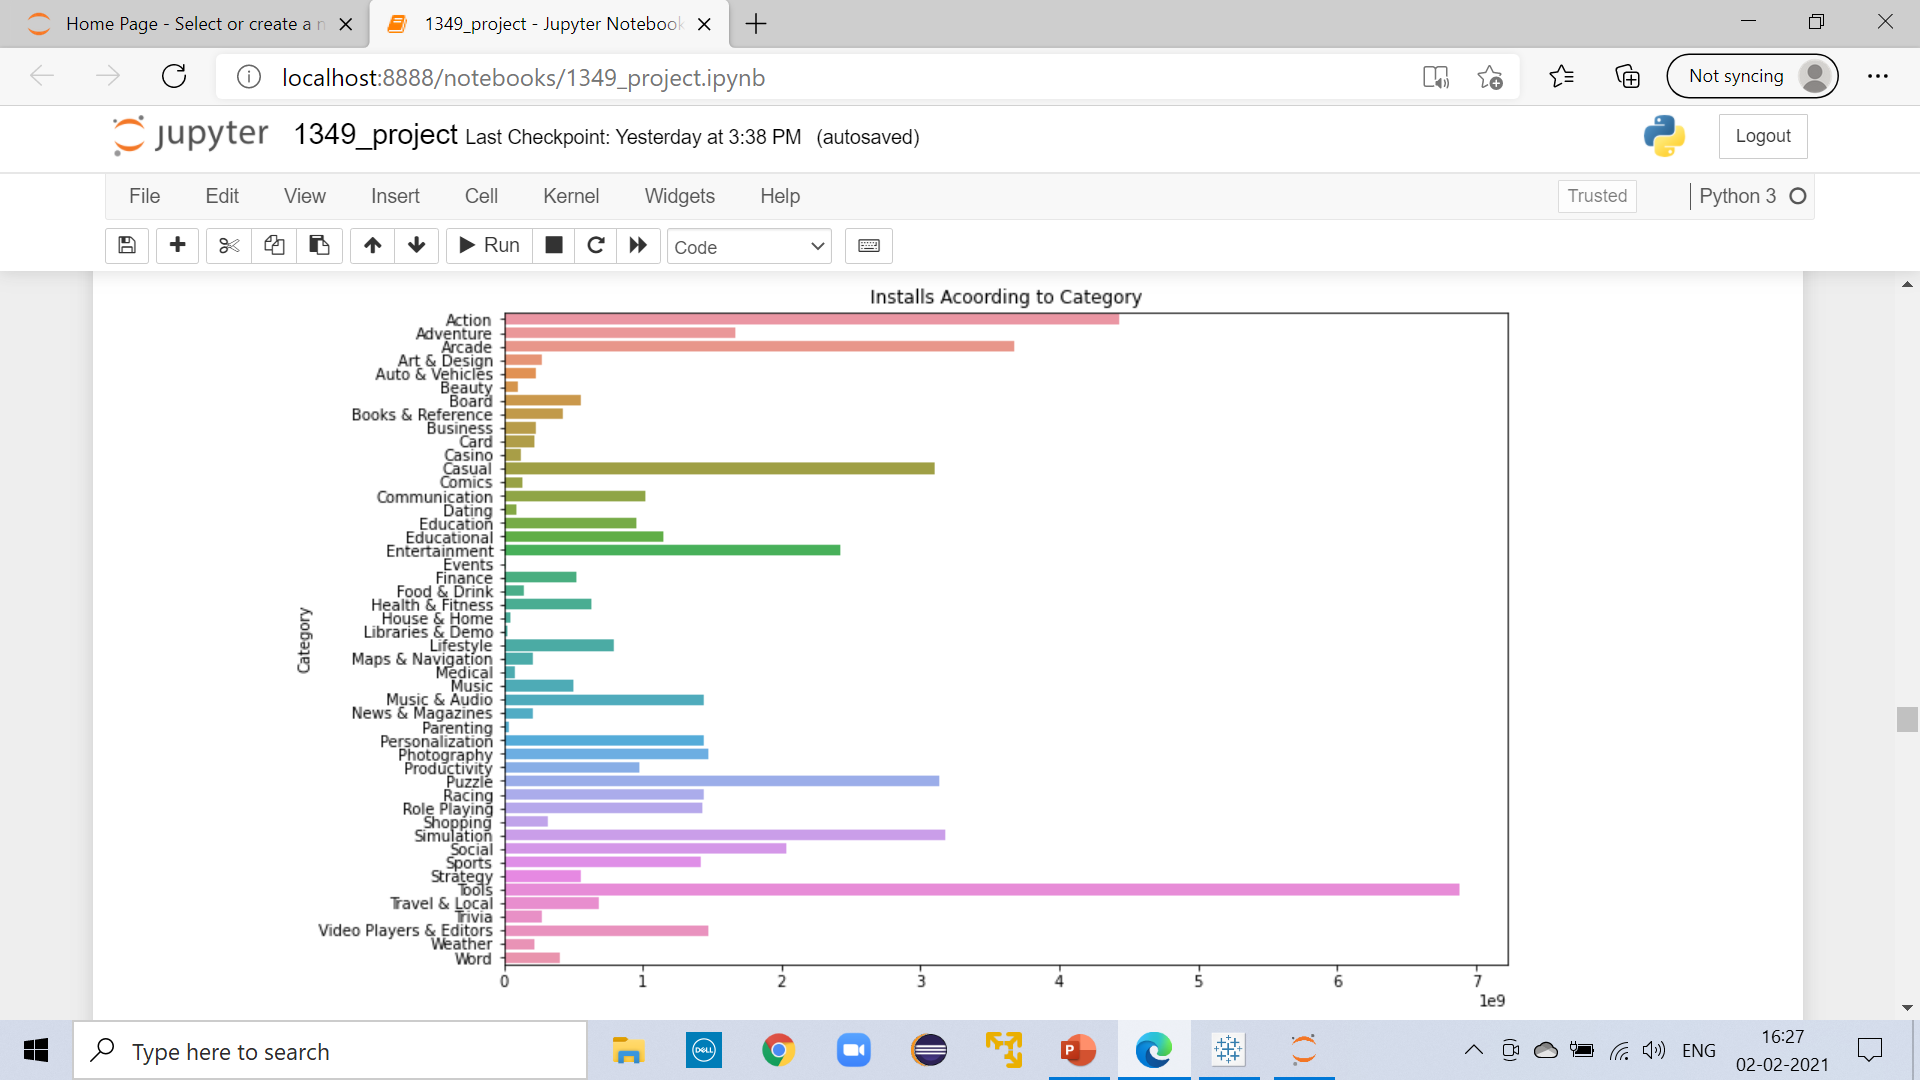 Home Page - Select or create a n
1349_project - Jupyter Notebook
localhost:8888/notebooks/1349_project.ipynb
Not syncing
jupyter 1349_project Last Checkpoint: Yesterday at 3:38 PM (autosaved)
Logout
File Edit View Insert Cell Kernel Widgets Help
Trusted
Python 3
Run
Code
Installs Acoording to Category
Category
Action
Adventure
Arcade
Art & Design
Auto & Vehicles
Beauty
Board
Books & Reference
Business
Card
Casino
Casual
Comics
Communication
Dating
Education
Educational
Entertainment
Events
Finance
Food & Drink
Health & Fitness
House & Home
Libraries & Demo
Lifestyle
Maps & Navigation
Medical
Music
Music & Audio
News & Magazines
Parenting
Personalization
Photography
Productivity
Puzzle
Racing
Role Playing
Shopping
Simulation
Social
Sports
Strategy
Tools
Travel & Local
Trivia
Video Players & Editors
Weather
Word
0 1 2 3 4 5 6 7
1e9
Type here to search
DELL
P
ENG
16:27
02-02-2021